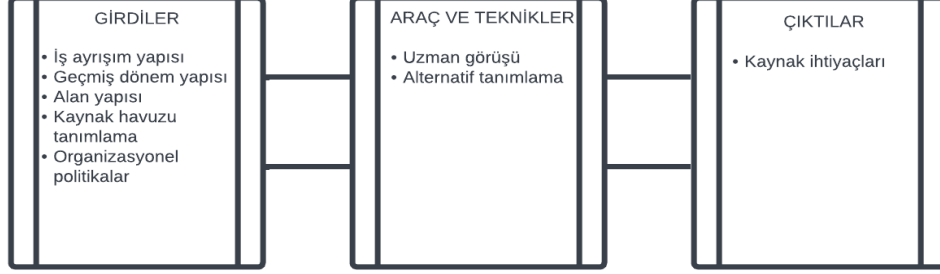 GİRDİLER
• İş ayrışım yapısı
• Geçmiş dönem yapısı
• Alan yapısı
• Kaynak havuzu
tanımlama
• Organizasyonel
politikalar
ARAÇ VE TEKNİKLER
• Uzman görüşü
• Alternatif tanımlama
ÇIKTILAR
• Kaynak ihtiyaçları